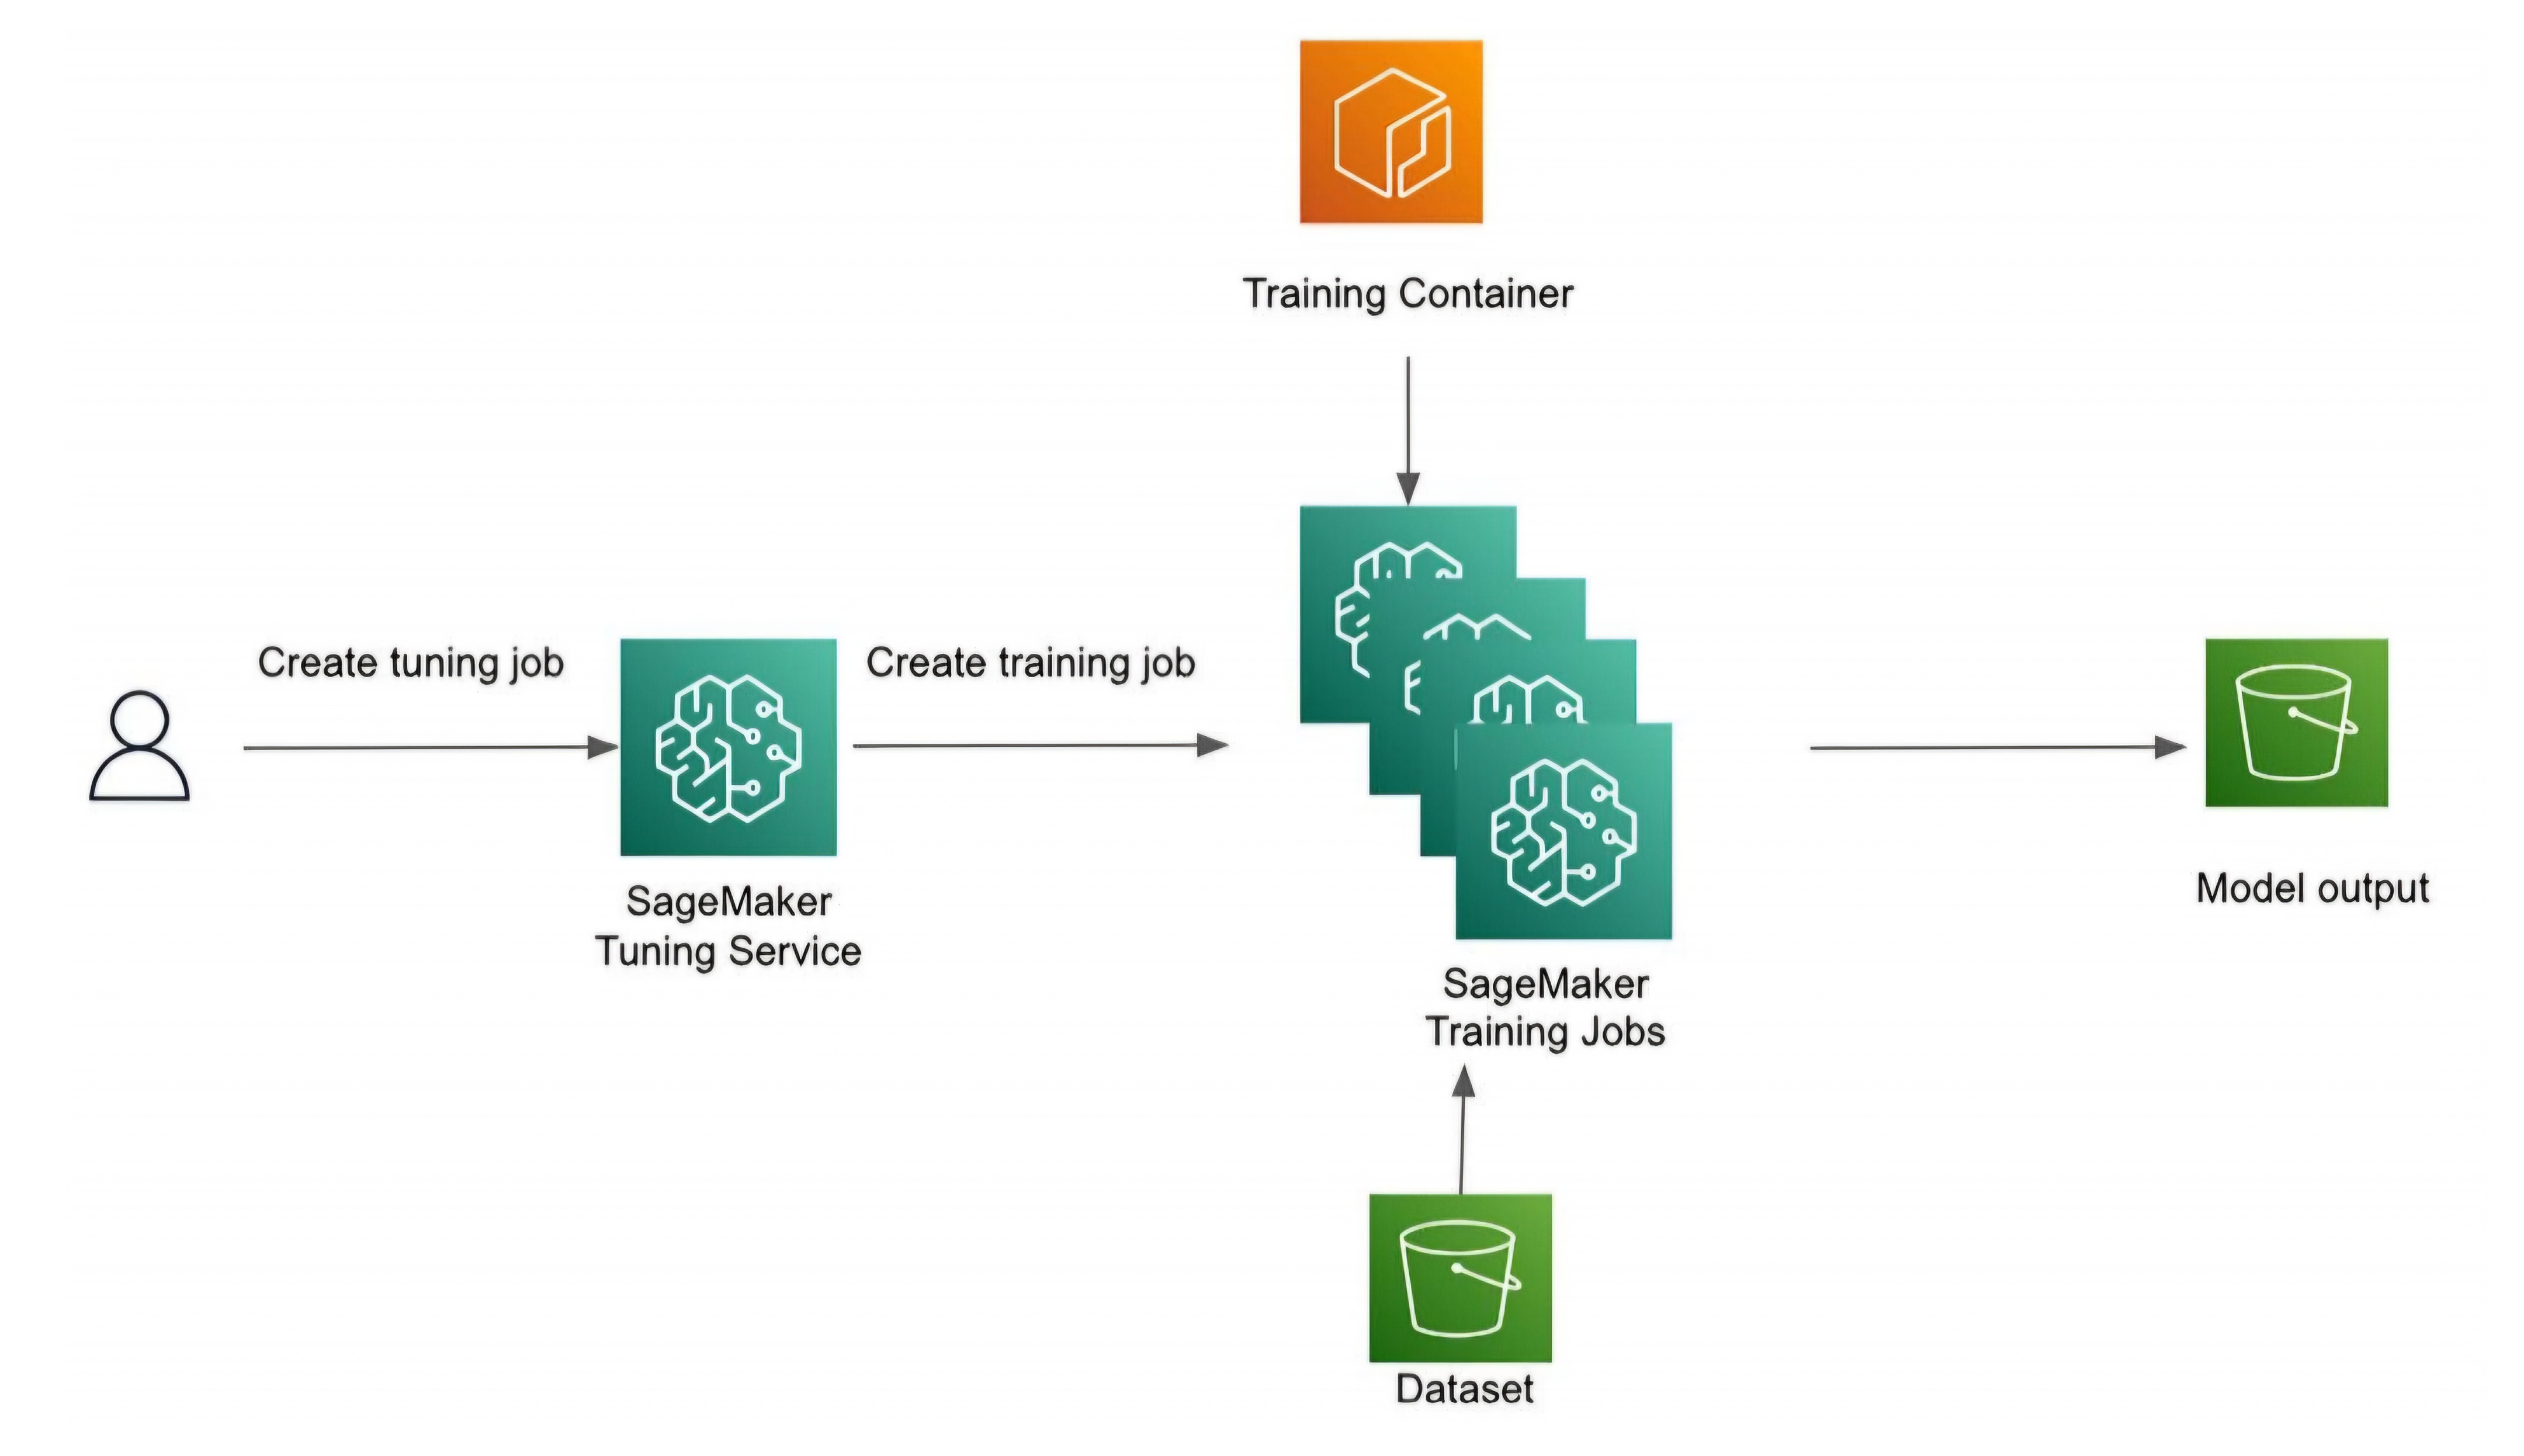 Training Container
Create tuning job
Create training job
SageMaker
Tuning Service
SageMaker
Training Jobs
Model output
Dataset